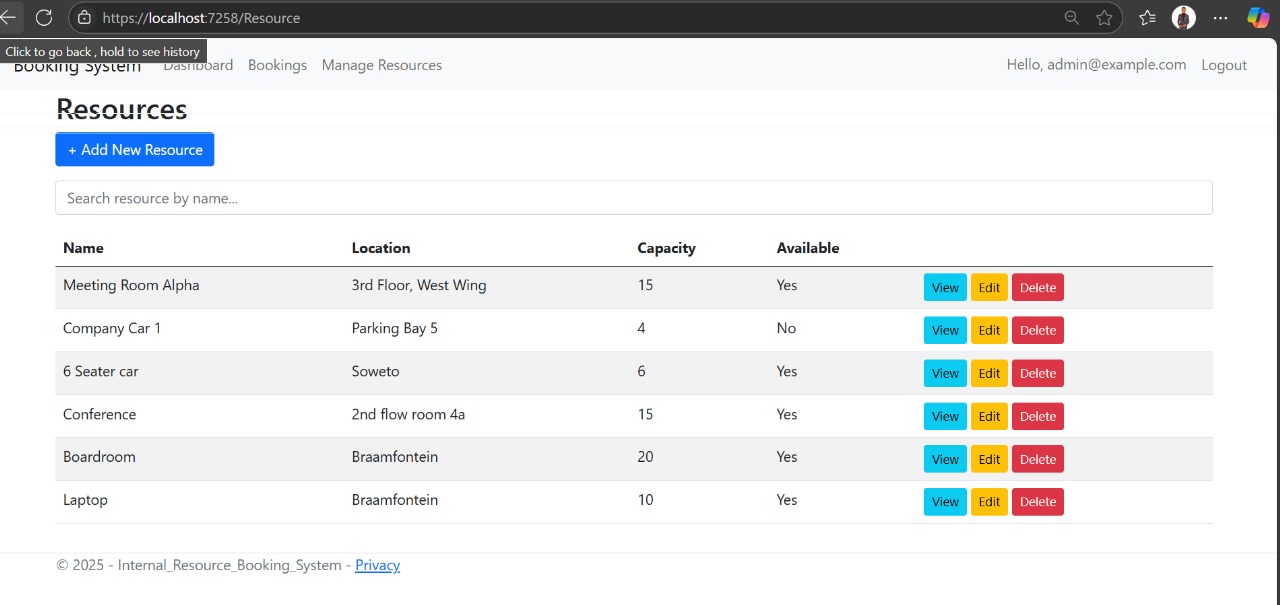 https://localhost:7258/Resource
Click to go back , hold to see history
Booking System Dashboard Bookings Manage Resources Hello, admin@example.com Logout
Resources
+ Add New Resource
Search resource by name...
Name Location Capacity Available
Meeting Room Alpha 3rd Floor, West Wing 15 Yes View Edit Delete
Company Car 1 Parking Bay 5 4 No View Edit Delete
6 Seater car Soweto 6 Yes View Edit Delete
Conference 2nd flow room 4a 15 Yes View Edit Delete
Boardroom Braamfontein 20 Yes View Edit Delete
Laptop Braamfontein 10 Yes View Edit Delete
© 2025 - Internal_Resource_Booking_System - Privacy